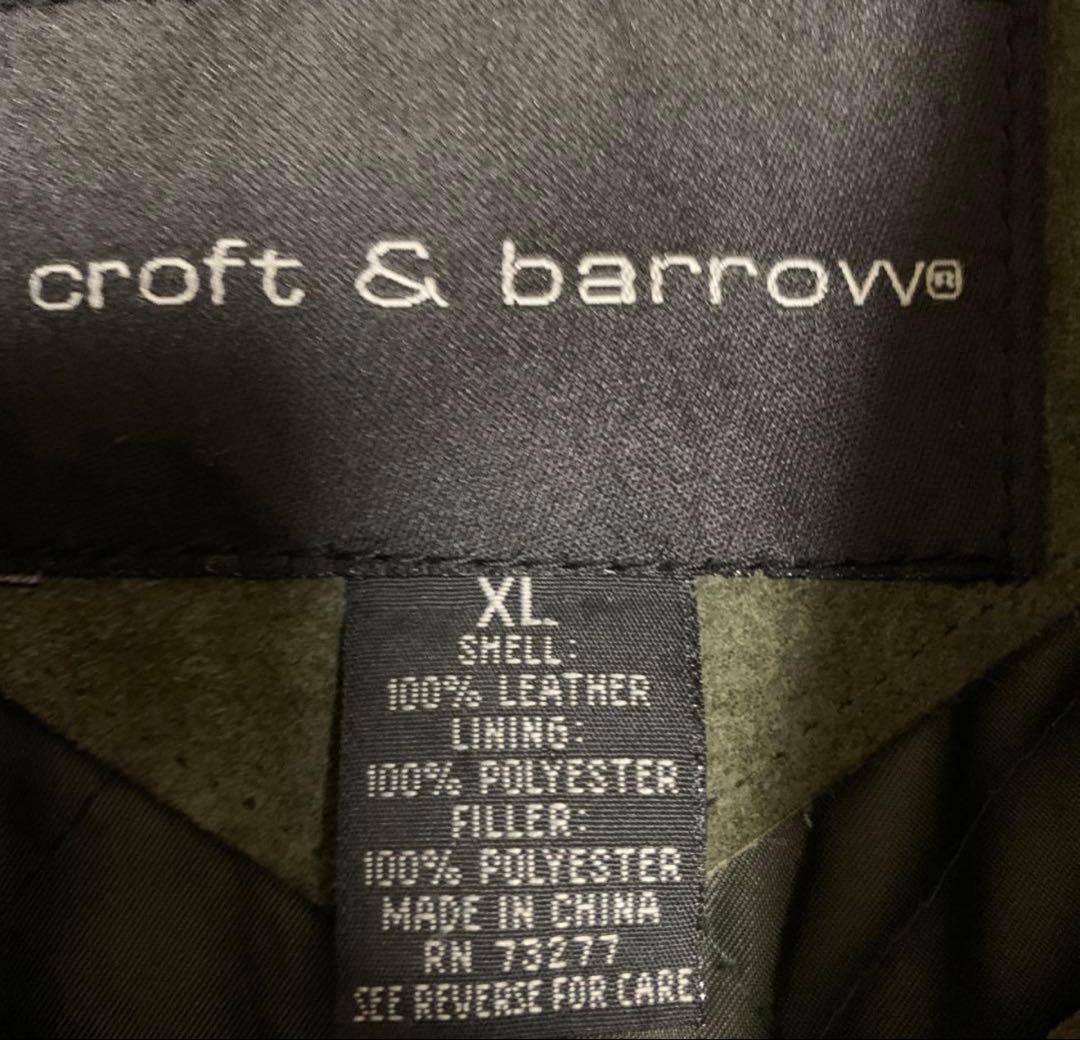 croft & barrow®
XL
SHELL:
100% LEATHER
LINING:
100% POLYESTER
FILLER:
100% POLYESTER
MADE IN CHINA
RN 73277
SEE REVERSE FOR CARE